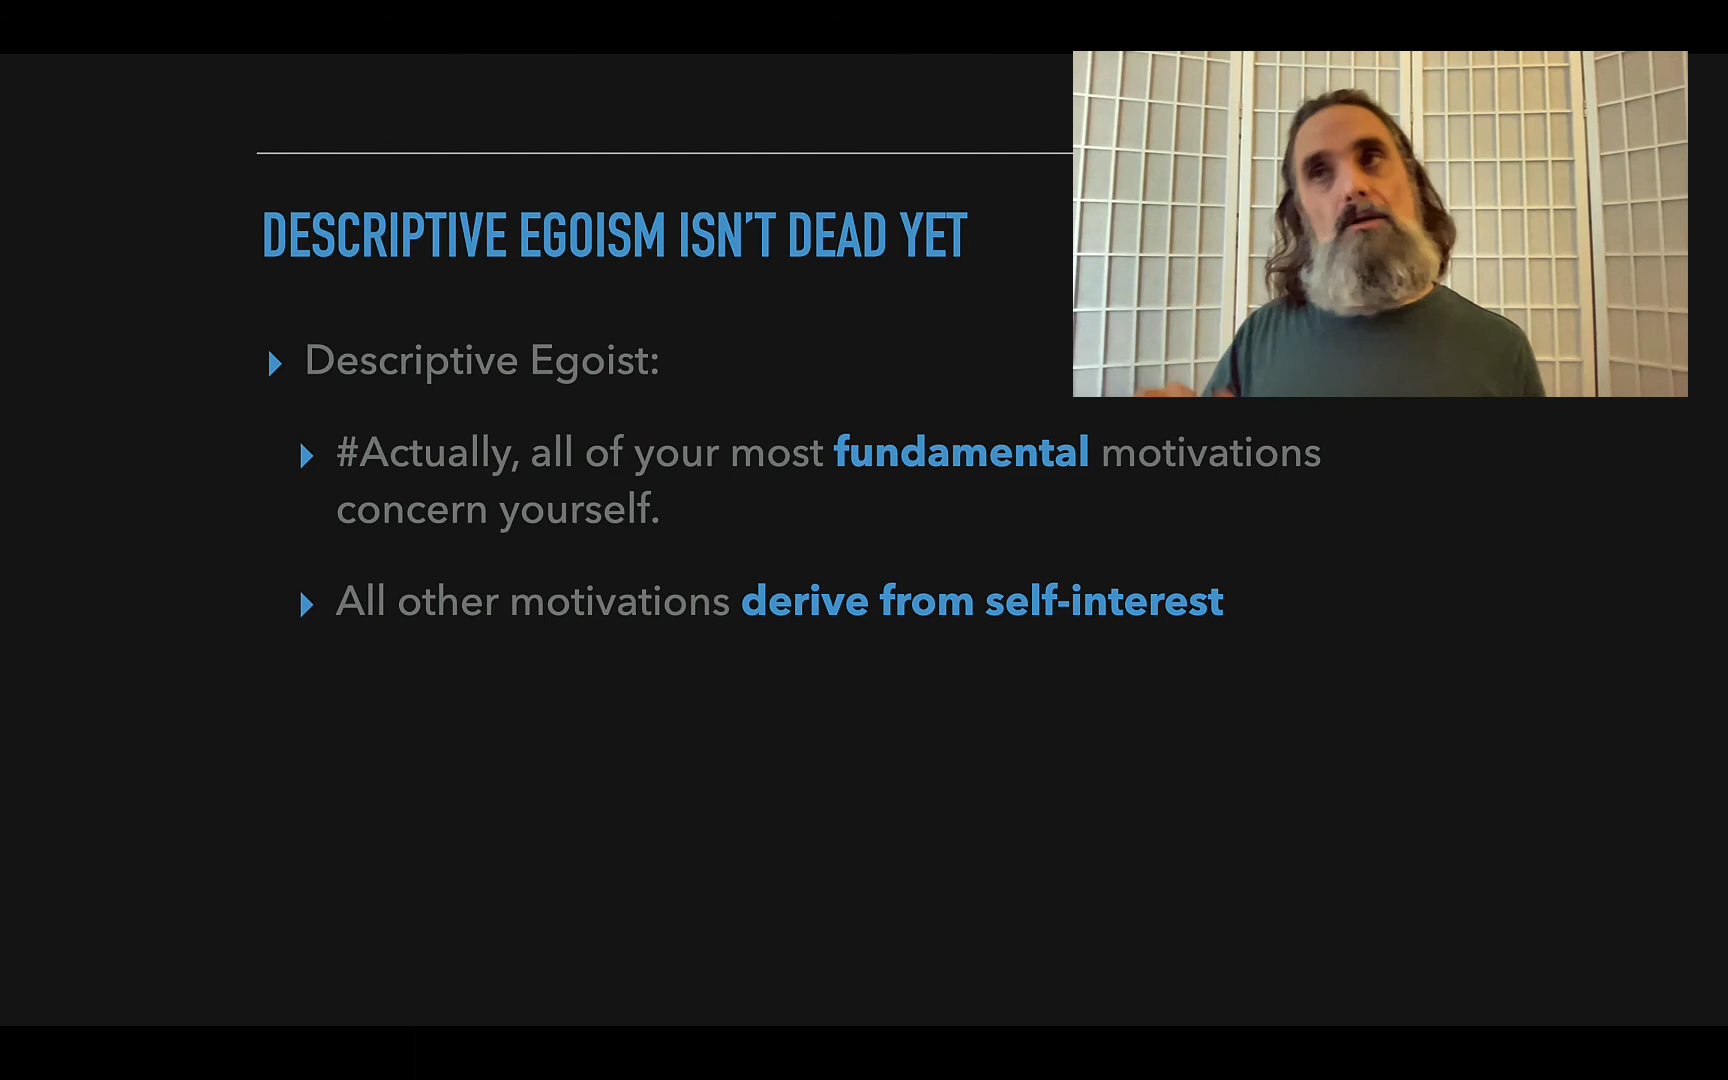 DESCRIPTIVE EGOISM ISN'T DEAD YET
Descriptive Egoist:
#Actually, all of your most fundamental motivations
concern yourself.
All other motivations derive from self-interest